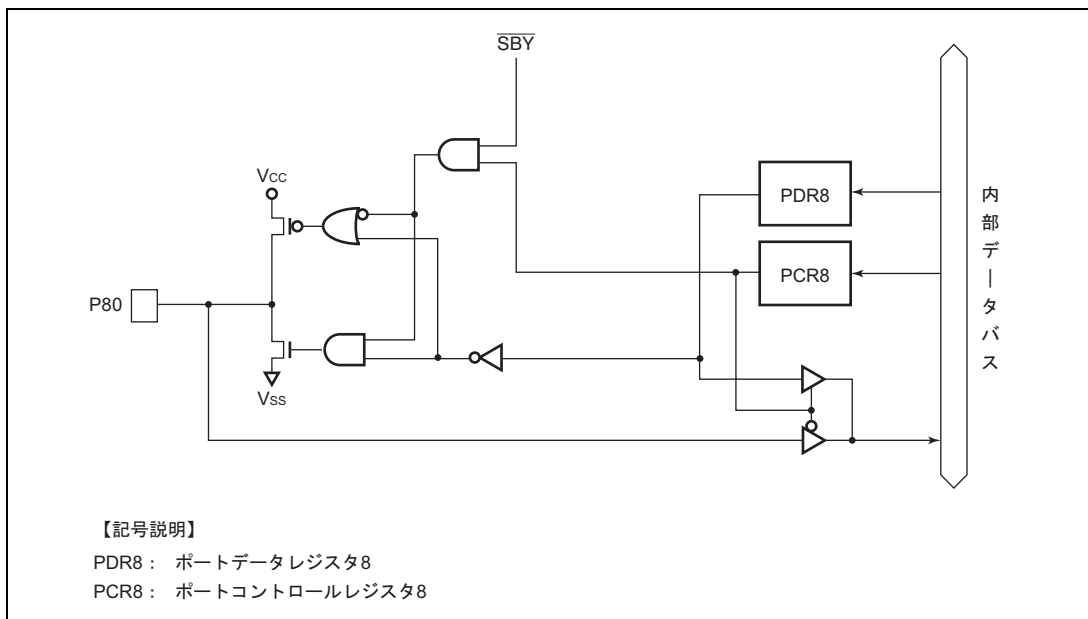 SBY
VCC
PDR8
PCR8
P80
VSS
内部データバス
【記号説明】
PDR8： ポートデータレジスタ8
PCR8： ポートコントロールレジスタ8